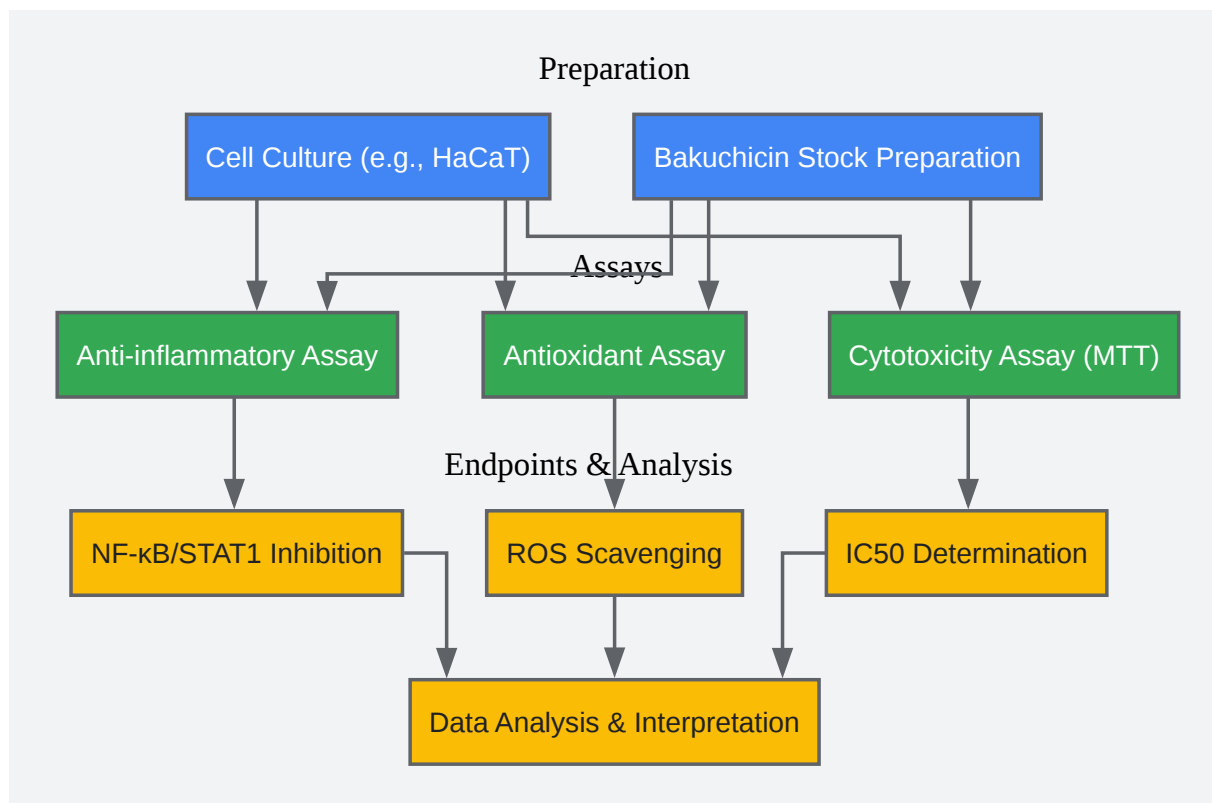 Preparation
Cell Culture (e.g., HaCaT)
Bakuchicin Stock Preparation
Assays
Anti-inflammatory Assay
Antioxidant Assay
Cytotoxicity Assay (MTT)
Endpoints & Analysis
NF-κB/STAT1 Inhibition
ROS Scavenging
IC50 Determination
Data Analysis & Interpretation